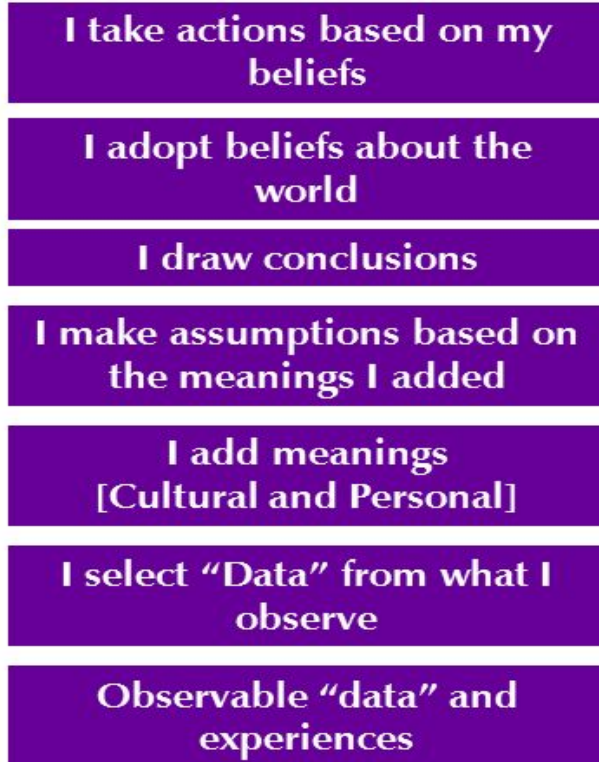 I take actions based on my
beliefs
I adopt beliefs about the
world
I draw conclusions
I make assumptions based on
the meanings I added
I add meanings
[Cultural and Personal]
I select “Data” from what I
observe
Observable “data” and
experiences